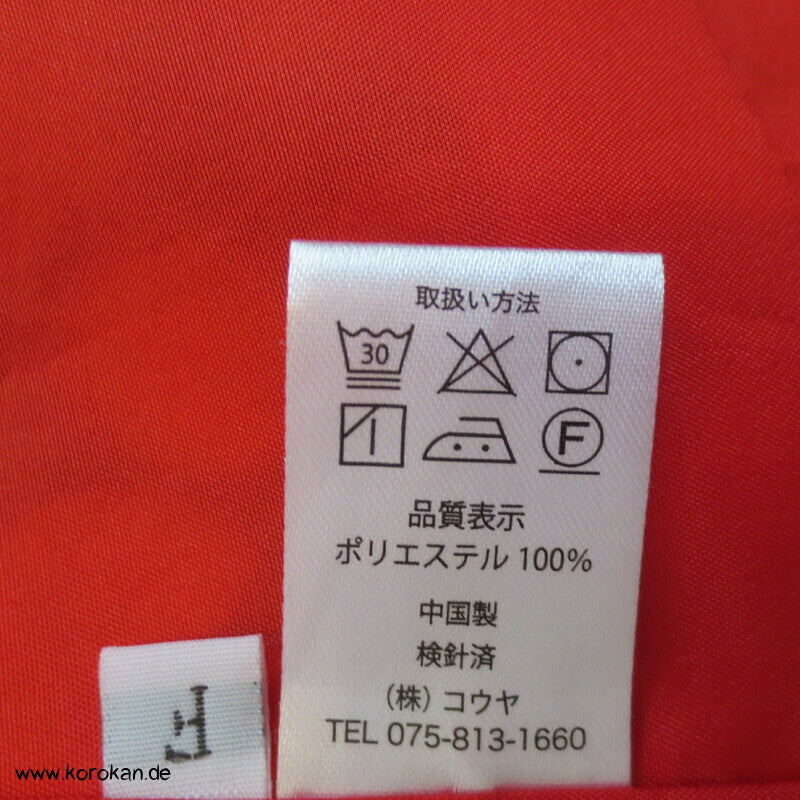 取扱い方法
30
F
品質表示
ポリエステル 100%
中国製
検針済
(株) コウヤ
TEL 075-813-1660
F
www.korokan.de